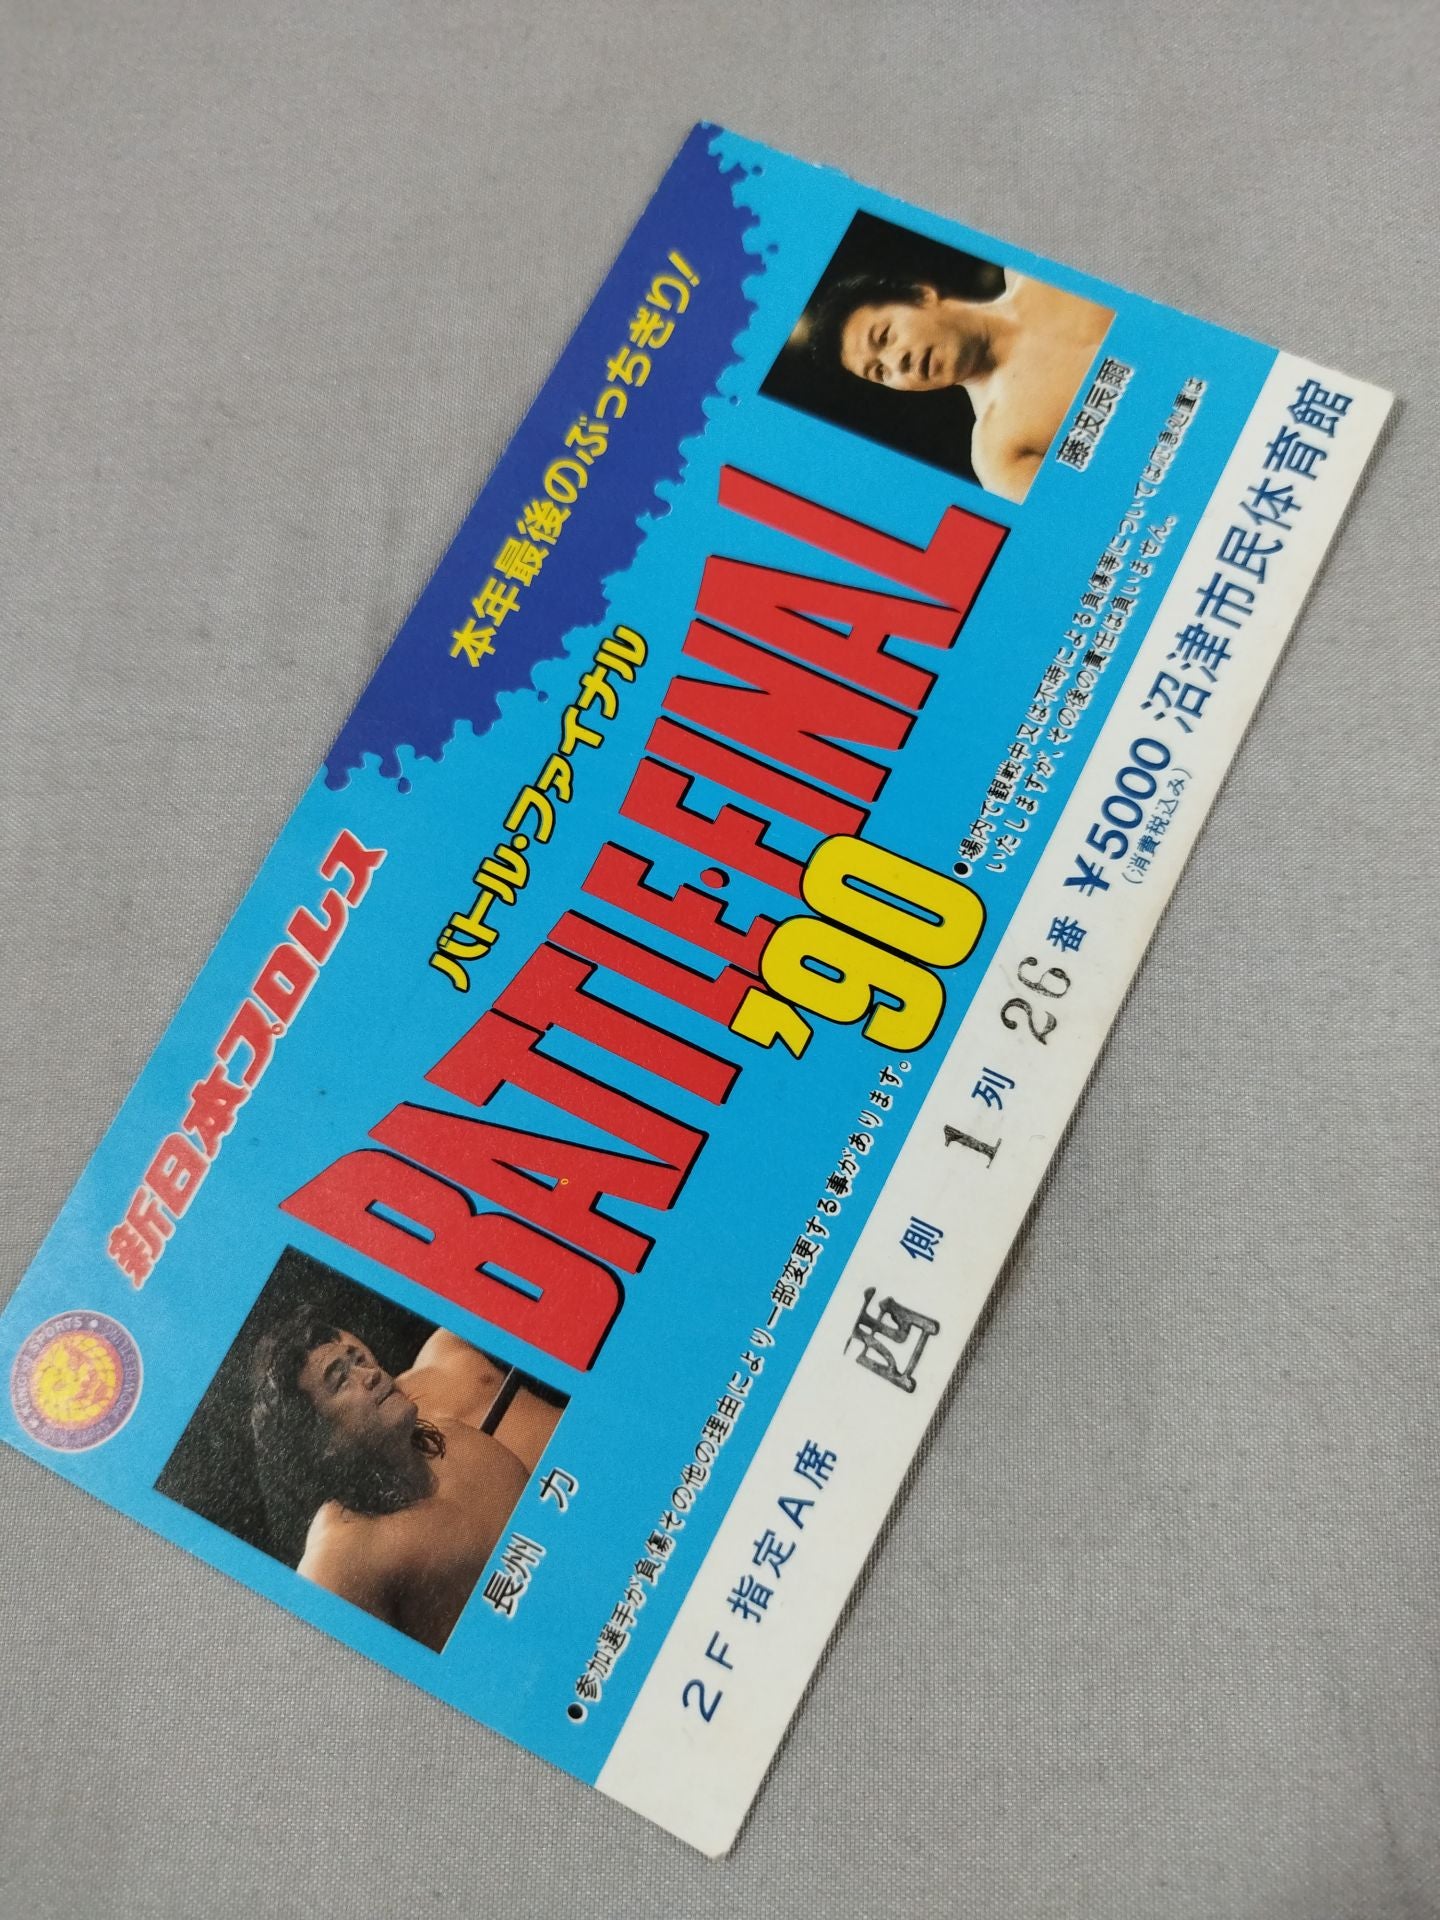 新日本プロレス
本年最後のぶっちぎり!
バトル・ファイナル
BATTLE・FINAL
'90
長州 力
藤波辰爾
●参加選手が負傷その他の理由により一部変更する事があります。
●場内で観戦中又は不時による負傷等については応急処置は
いたしますが、その後の責任は負いません。
2F 指定A席 西側 1列 26番 ¥5000 沼津市民体育館
(消費税込み)
KING OF SPORTS